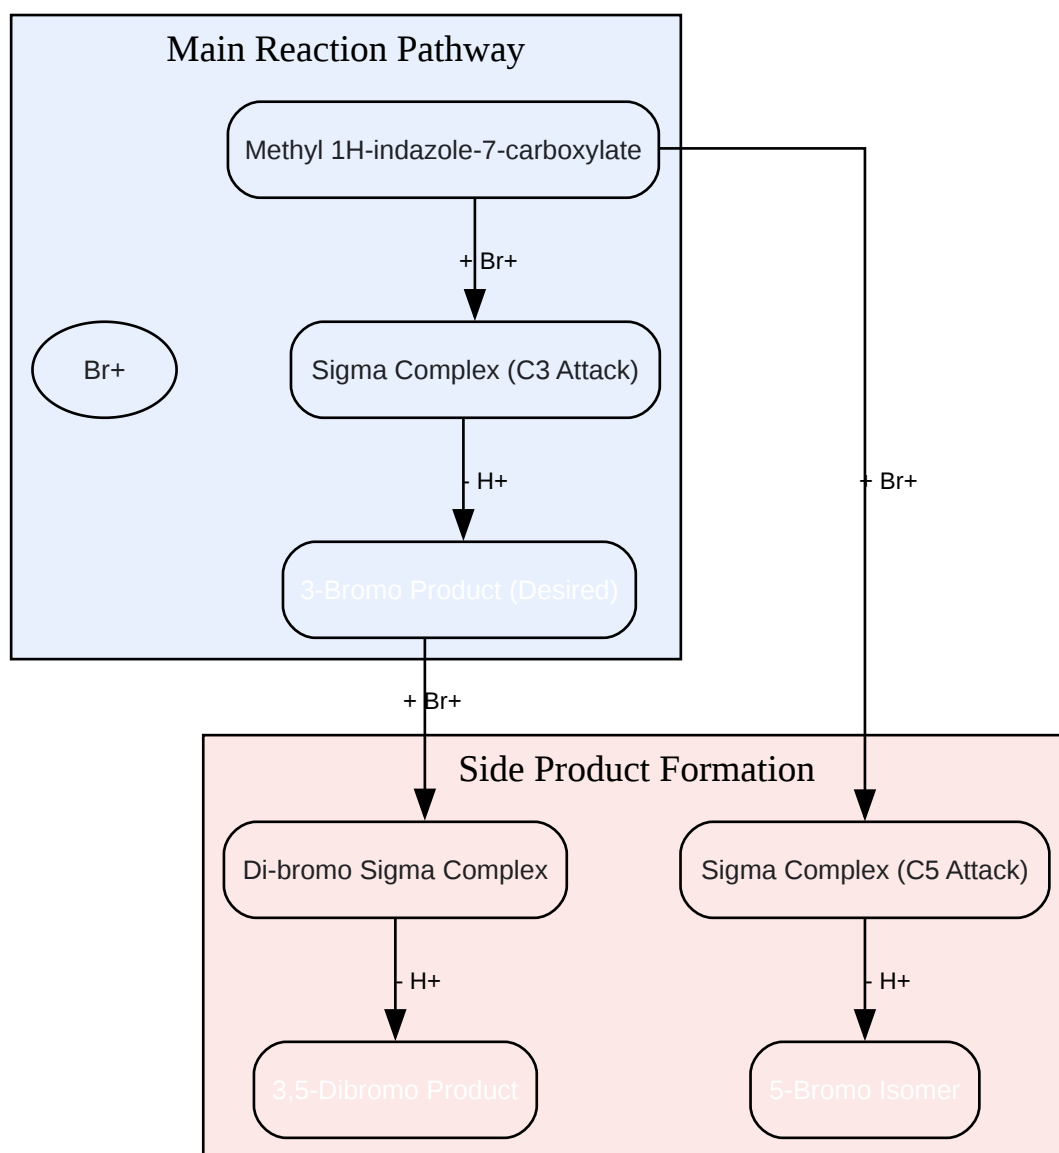 Main Reaction Pathway
Methyl 1H-indazole-7-carboxylate
+ Br+
Br+
Sigma Complex (C3 Attack)
- H+
+ Br+
3-Bromo Product (Desired)
+ Br+
Side Product Formation
Di-bromo Sigma Complex
Sigma Complex (C5 Attack)
- H+
- H+
3,5-Dibromo Product
5-Bromo Isomer